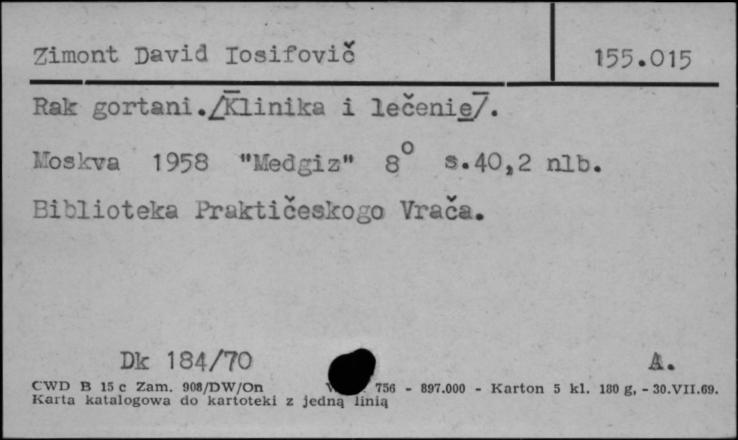 Zimont David Iosifovič 155.015
Rak gortani./Klinika i lečenie/.
Moskva 1958 "Medgiz" 8° s.40,2 nlb.
Biblioteka Praktičeskogo Vrača.
Dk 184/70 A.
CWD B 15 c Zam. 908/DW/On 756 - 897.000 - Karton 5 kl. 180 g, - 30.VII.69.
Karta katalogowa do kartoteki z jedną linią